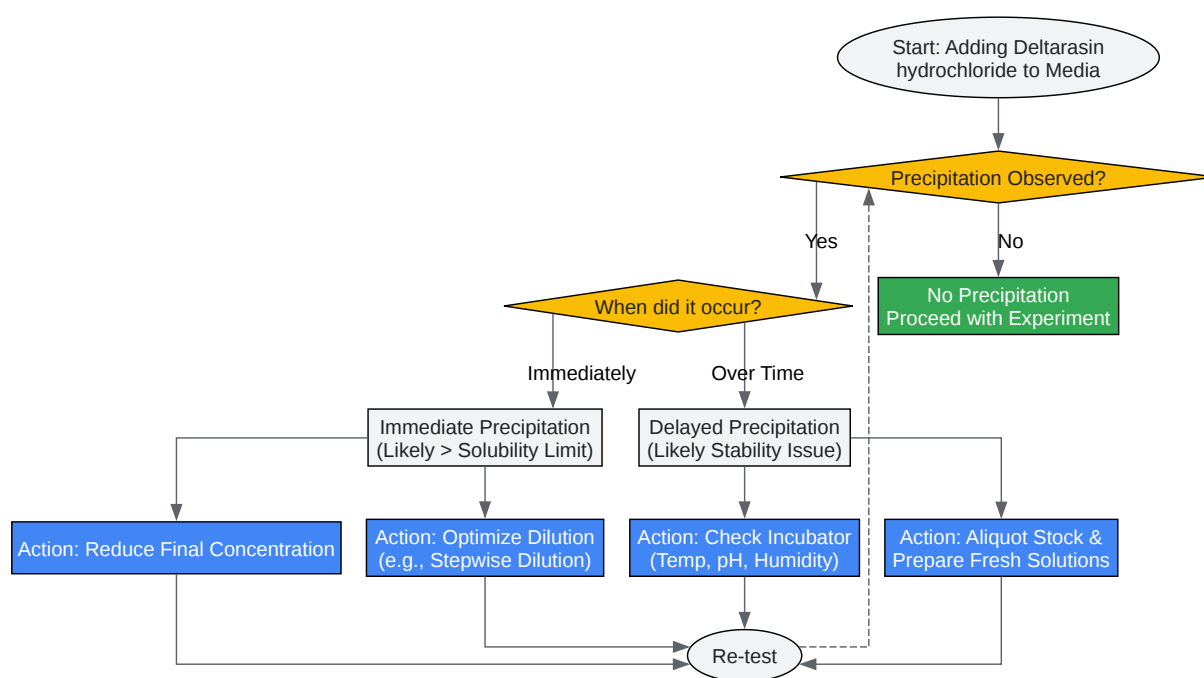 Start: Adding Deltarasin
hydrochloride to Media
Precipitation Observed?
Yes
No
No Precipitation
Proceed with Experiment
When did it occur?
Immediately
Over Time
Immediate Precipitation
(Likely > Solubility Limit)
Delayed Precipitation
(Likely Stability Issue)
Action: Reduce Final Concentration
Action: Optimize Dilution
(e.g., Stepwise Dilution)
Action: Check Incubator
(Temp, pH, Humidity)
Action: Aliquot Stock &
Prepare Fresh Solutions
Re-test